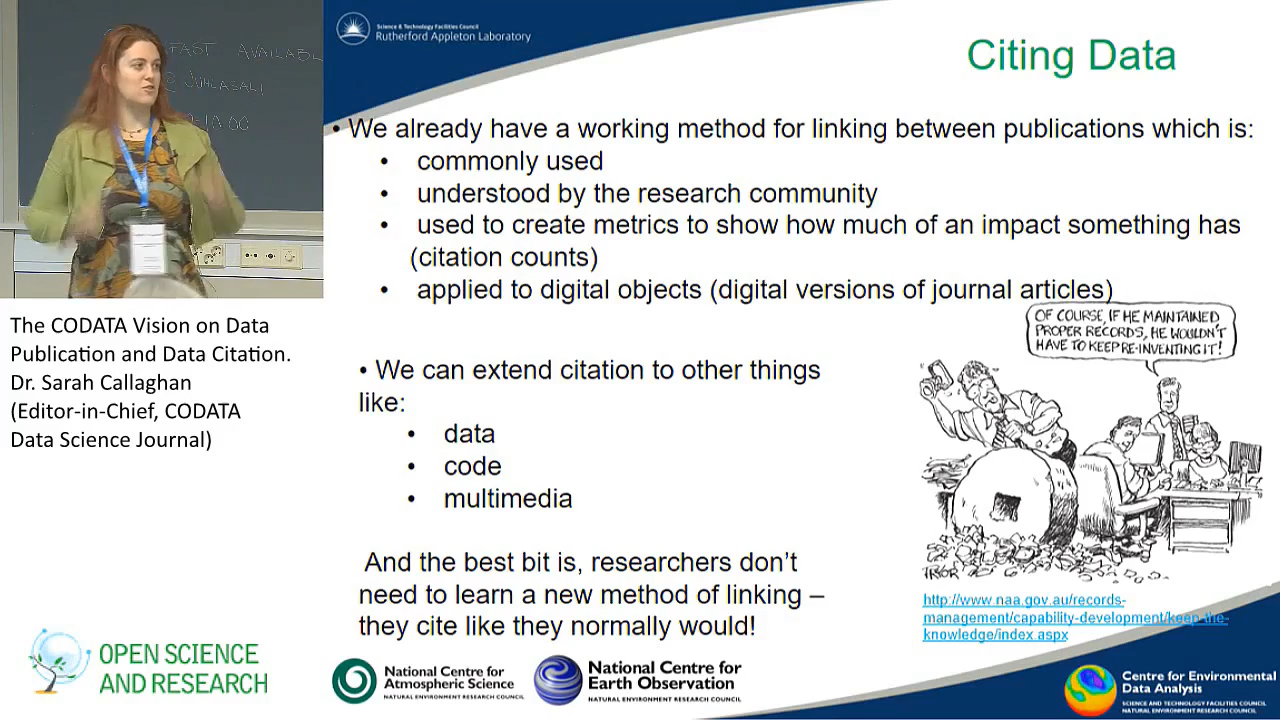 FAST AVAILABL
Science & Technology Facilities Council
Rutherford Appleton Laboratory
Citing Data
• We already have a working method for linking between publications which is:
• commonly used
• understood by the research community
• used to create metrics to show how much of an impact something has
(citation counts)
• applied to digital objects (digital versions of journal articles)
OF COURSE, IF HE MAINTAINED
PROPER RECORDS, HE WOULDN'T
HAVE TO KEEP RE-INVENTING IT!
The CODATA Vision on Data
Publication and Data Citation.
Dr. Sarah Callaghan
(Editor-in-Chief, CODATA
Data Science Journal)
• We can extend citation to other things
like:
• data
• code
• multimedia
And the best bit is, researchers don't
need to learn a new method of linking –
they cite like they normally would!
http://www.naa.gov.au/records-
management/capability-development/keep-the-
knowledge/index.aspx
OPEN SCIENCE
AND RESEARCH
National Centre for
Atmospheric Science
NATURAL ENVIRONMENT RESEARCH COUNCIL
National Centre for
Earth Observation
NATURAL ENVIRONMENT RESEARCH COUNCIL
Centre for Environmental
Data Analysis
SCIENCE AND TECHNOLOGY FACILITIES COUNCIL
NATURAL ENVIRONMENT RESEARCH COUNCIL